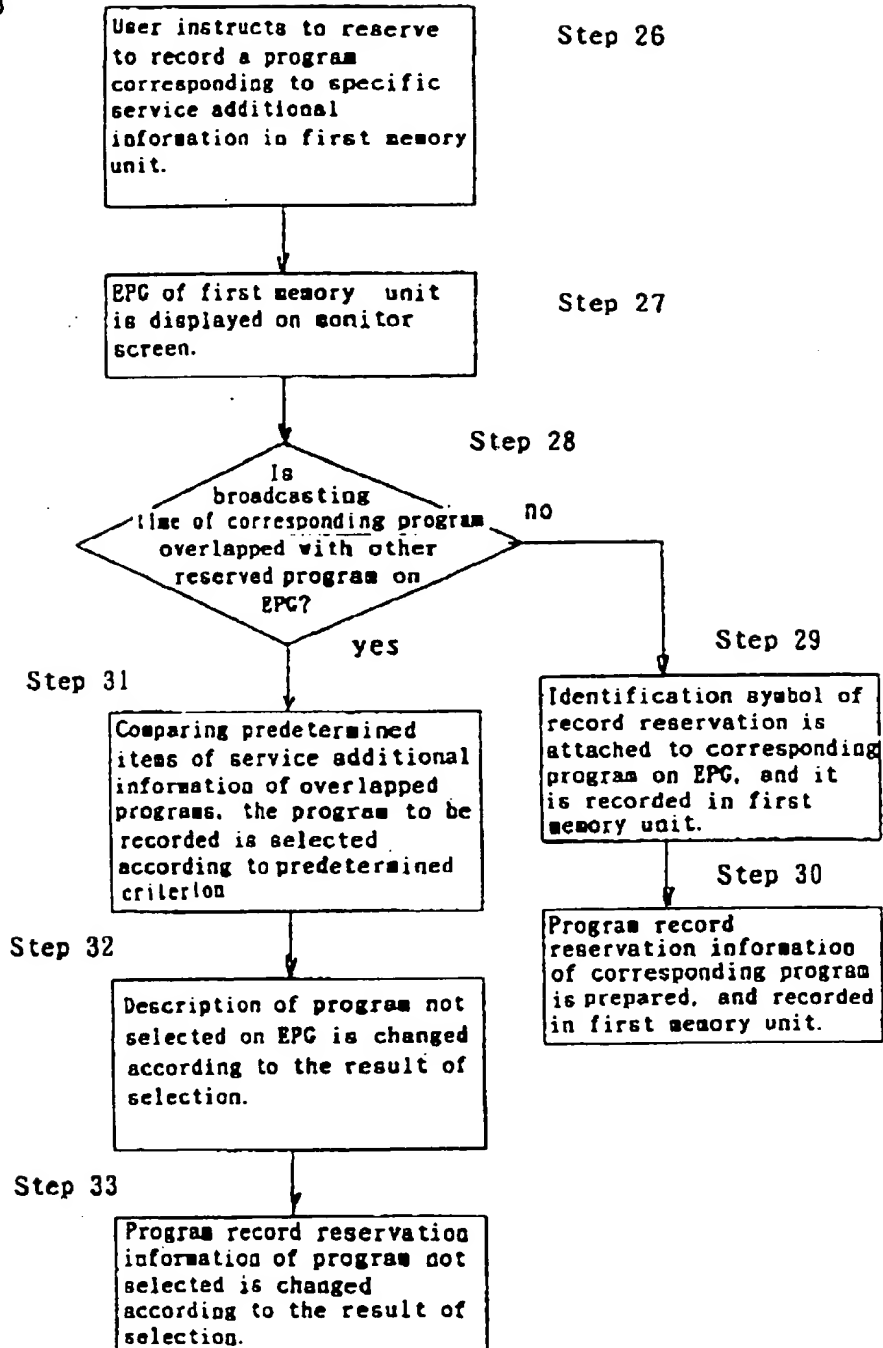 User instructs to reserve
to record a program
corresponding to specific
service additional
information in first memory
unit.
Step 26
EPG of first memory unit
is displayed on monitor
screen.
Step 27
Step 28
Is
broadcasting
time of corresponding program
overlapped with other
reserved program on
EPG?
no
yes
Step 29
Identification symbol of
record reservation is
attached to corresponding
program on EPG, and it
is recorded in first
memory unit.
Step 30
Program record
reservation information
of corresponding program
is prepared, and recorded
in first memory unit.
Step 31
Comparing predetermined
items of service additional
information of overlapped
programs, the program to be
recorded is selected
according to predetermined
criterion
Step 32
Description of program not
selected on EPG is changed
according to the result of
selection.
Step 33
Program record reservation
information of program not
selected is changed
according to the result of
selection.